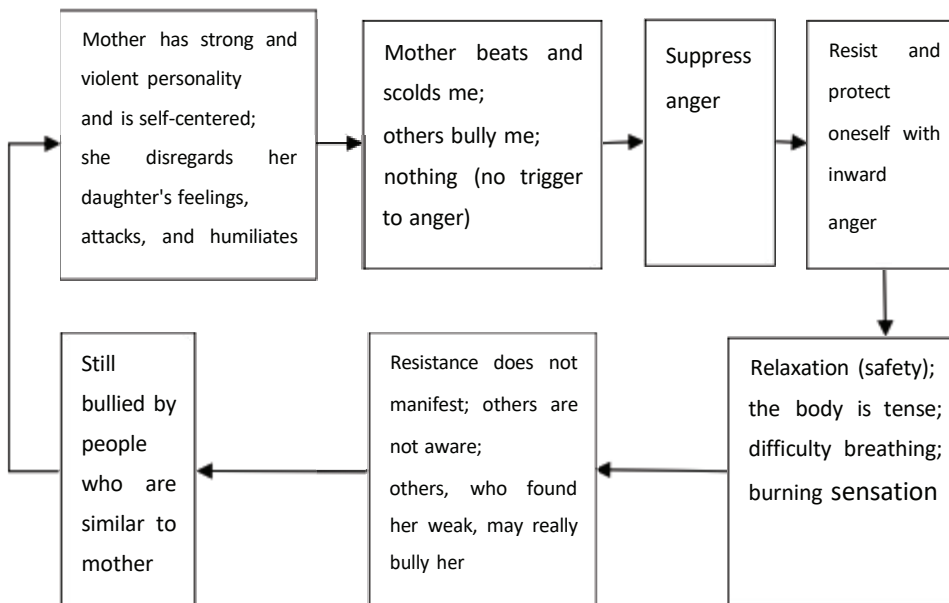 Mother has strong and
violent personality
and is self-centered;
she disregards her
daughter's feelings,
attacks, and humiliates
Mother beats and
scolds me;
others bully me;
nothing (no trigger
to anger)
Suppress
anger
Resist and
protect
oneself with
inward
anger
Relaxation (safety);
the body is tense;
difficulty breathing;
burning sensation
Resistance does not
manifest; others are
not aware;
others, who found
her weak, may really
bully her
Still
bullied by
people
who are
similar to
mother